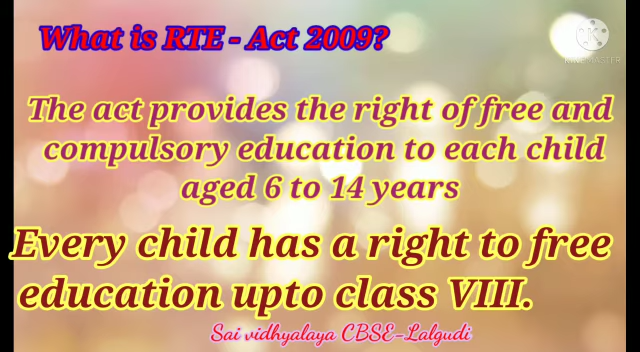 What is RTE - Act 2009?
KINEMASTER
The act provides the right of free and
compulsory education to each child
aged 6 to 14 years
Every child has a right to free
education upto class VIII.
Sai vidhyalaya CBSE-Lalgudi